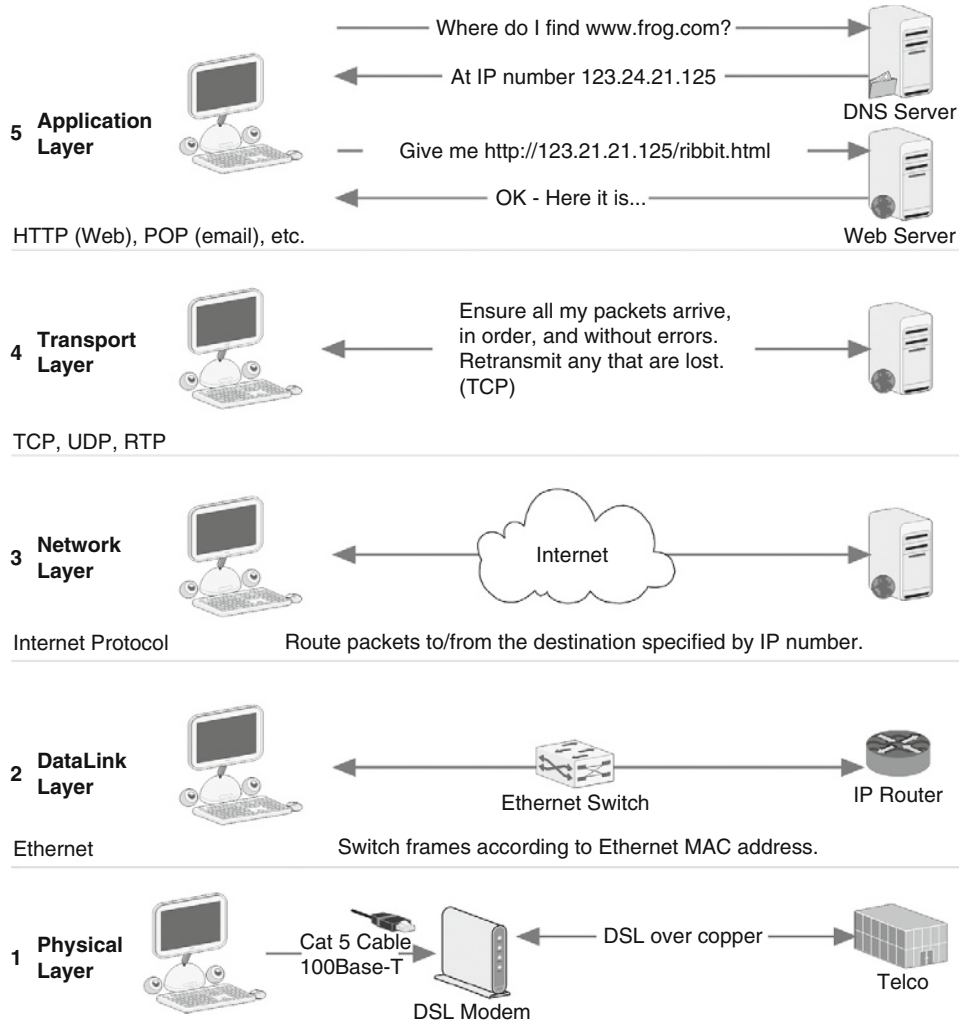 Where do I find www.frog.com?
At IP number 123.24.21.125
DNS Server
5 Application
Layer
Give me http://123.21.21.125/ribbit.html
OK - Here it is...
HTTP (Web), POP (email), etc.
Web Server
4 Transport
Layer
Ensure all my packets arrive,
in order, and without errors.
Retransmit any that are lost.
(TCP)
TCP, UDP, RTP
3 Network
Layer
Internet
Internet Protocol
Route packets to/from the destination specified by IP number.
2 DataLink
Layer
Ethernet Switch
IP Router
Ethernet
Switch frames according to Ethernet MAC address.
1 Physical
Layer
Cat 5 Cable
100Base-T
DSL Modem
DSL over copper
Telco